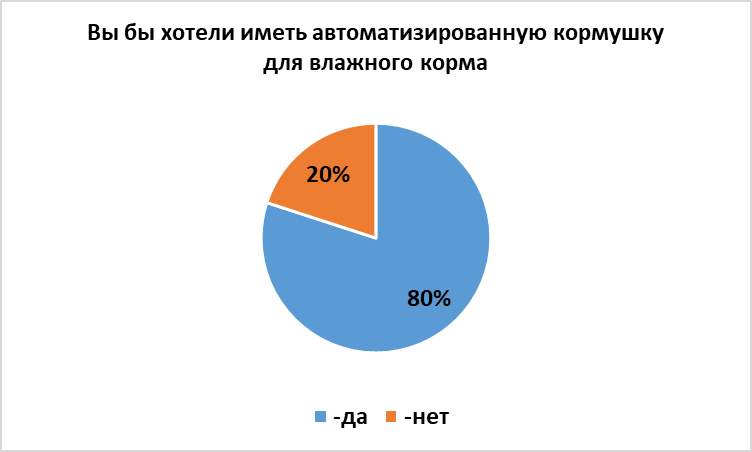 Вы бы хотели иметь автоматизированную кормушку
для влажного корма
20%
80%
-да -нет